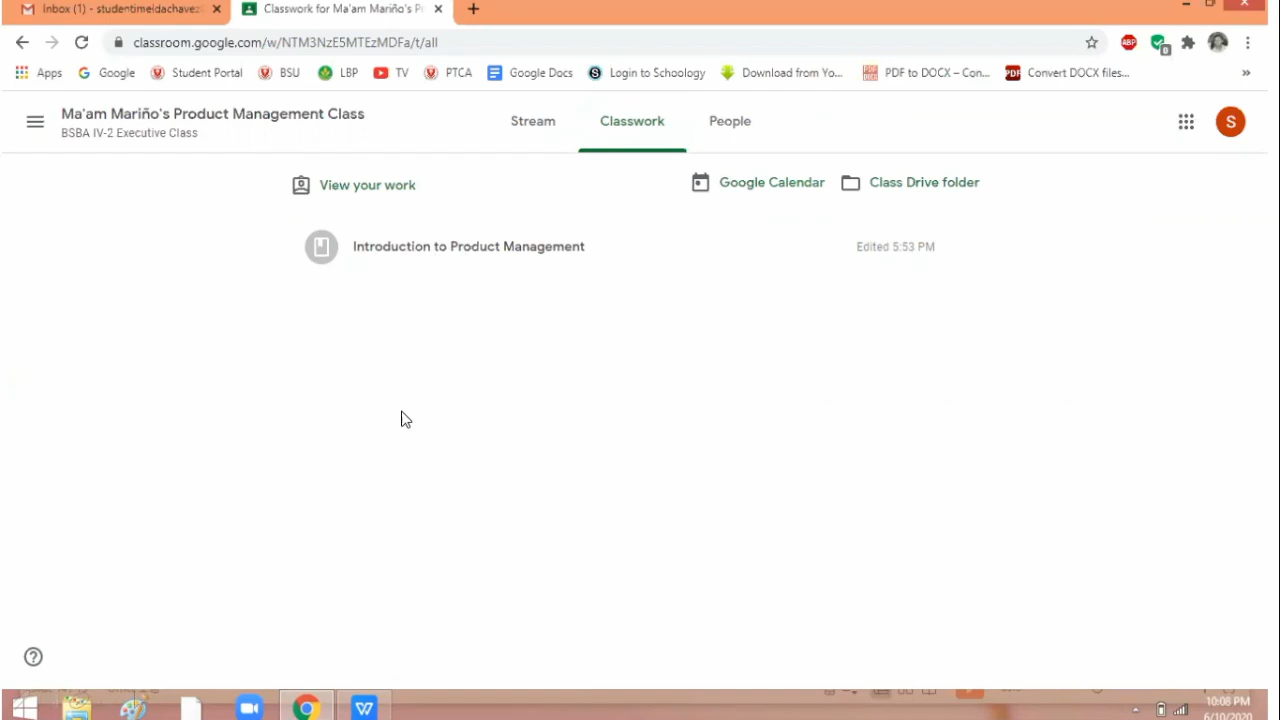 Inbox (1) - studentimeidachavez
Classwork for Ma'am Mariño's Pr
classroom.google.com/w/NTM3NzE5MTEzMDFa/t/all
Apps Google Student Portal BSU LBP TV PTCA Google Docs Login to Schoology Download from Yo... PDF to DOCX – Con... Convert DOCX files... »
Ma'am Mariño's Product Management Class
BSBA IV-2 Executive Class
Stream Classwork People
S
View your work
Google Calendar Class Drive folder
Introduction to Product Management Edited 5:53 PM
10:08 PM
6/10/2020